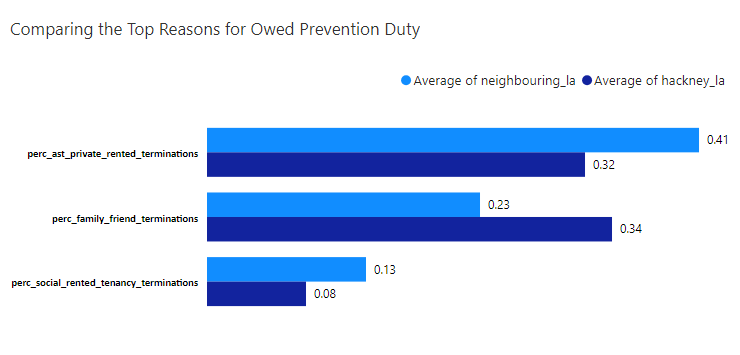 Comparing the Top Reasons for Owed Prevention Duty
Average of neighbouring_la Average of hackney_la
perc_ast_private_rented_terminations
0.41
0.32
perc_family_friend_terminations
0.23
0.34
perc_social_rented_tenancy_terminations
0.13
0.08